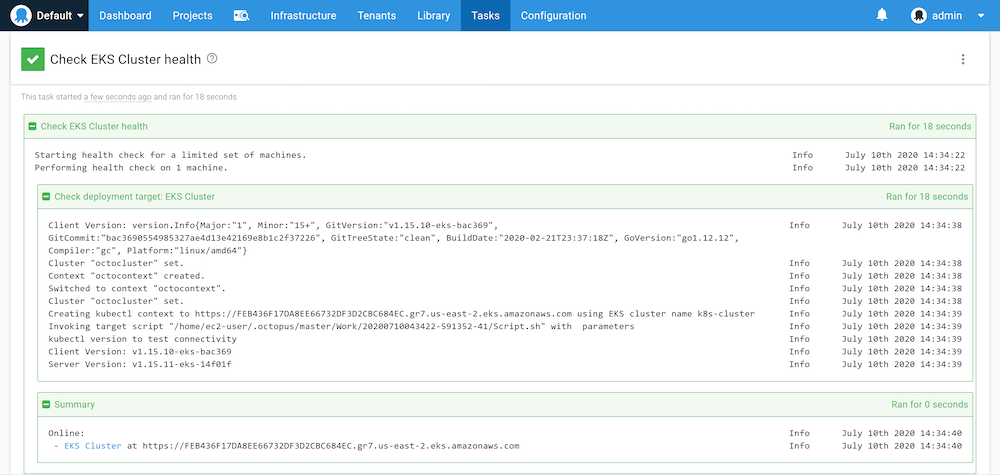 Default Dashboard Projects Infrastructure Tenants Library Tasks Configuration admin
Check EKS Cluster health
This task started a few seconds ago and ran for 18 seconds
Check EKS Cluster health Ran for 18 seconds
Starting health check for a limited set of machines. Info July 10th 2020 14:34:22
Performing health check on 1 machine. Info July 10th 2020 14:34:22
Check deployment target: EKS Cluster Ran for 18 seconds
Client Version: version.Info{Major:"1", Minor:"15+", GitVersion:"v1.15.10-eks-bac369", Info July 10th 2020 14:34:38
GitCommit:"bac3690554985327ae4d13e42169e8b1c2f37226", GitTreeState:"clean", BuildDate:"2020-02-21T23:37:18Z", GoVersion:"go1.12.12",
Compiler:"gc", Platform:"linux/amd64"}
Cluster "octocluster" set. Info July 10th 2020 14:34:38
Context "octocontext" created. Info July 10th 2020 14:34:38
Switched to context "octocontext". Info July 10th 2020 14:34:38
Cluster "octocluster" set. Info July 10th 2020 14:34:38
Creating kubectl context to https://FEB436F17DA8EE66732DF3D2CBC684EC.gr7.us-east-2.eks.amazonaws.com using EKS cluster name k8s-cluster Info July 10th 2020 14:34:39
Invoking target script "/home/ec2-user/.octopus/master/Work/20200710043422-591352-41/Script.sh" with parameters Info July 10th 2020 14:34:39
kubectl version to test connectivity Info July 10th 2020 14:34:39
Client Version: v1.15.10-eks-bac369 Info July 10th 2020 14:34:39
Server Version: v1.15.11-eks-14f01f Info July 10th 2020 14:34:39
Summary Ran for 0 seconds
Online: Info July 10th 2020 14:34:40
- EKS Cluster at https://FEB436F17DA8EE66732DF3D2CBC684EC.gr7.us-east-2.eks.amazonaws.com Info July 10th 2020 14:34:40